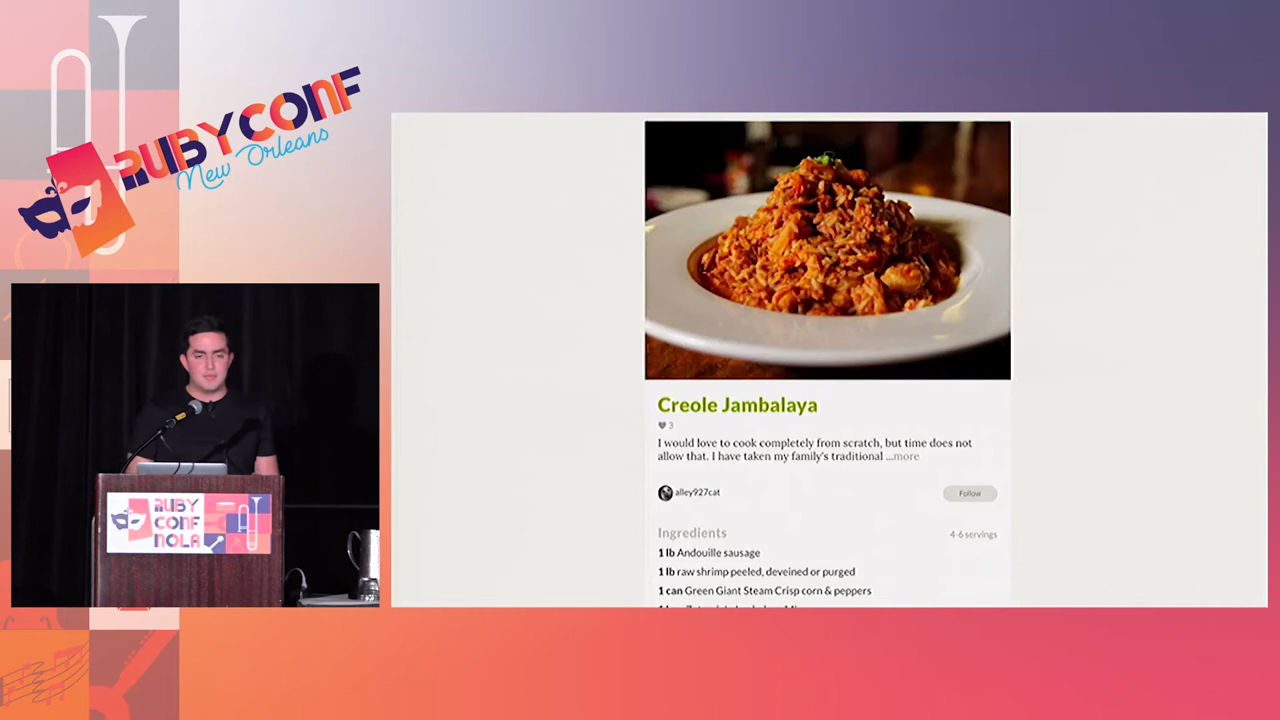 RUBYCONF
New Orleans
RUBY
CONF
NOLA
Creole Jambalaya
3
I would love to cook completely from scratch, but time does not
allow that. I have taken my family's traditional ...more
alley927cat
Follow
Ingredients
4-6 servings
1 lb Andouille sausage
1 lb raw shrimp peeled, deveined or purged
1 can Green Giant Steam Crisp corn & peppers